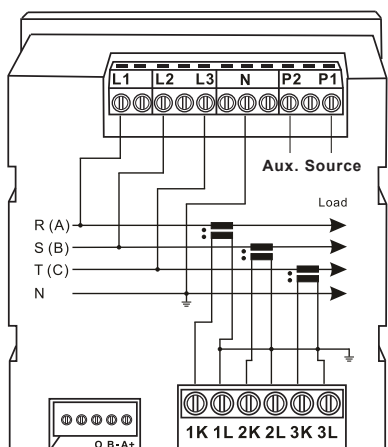 L1 L2 L3 N P2 P1
Aux. Source
Load
R (A)
S (B)
T (C)
N
1K 1L 2K 2L 3K 3L
O B- A+